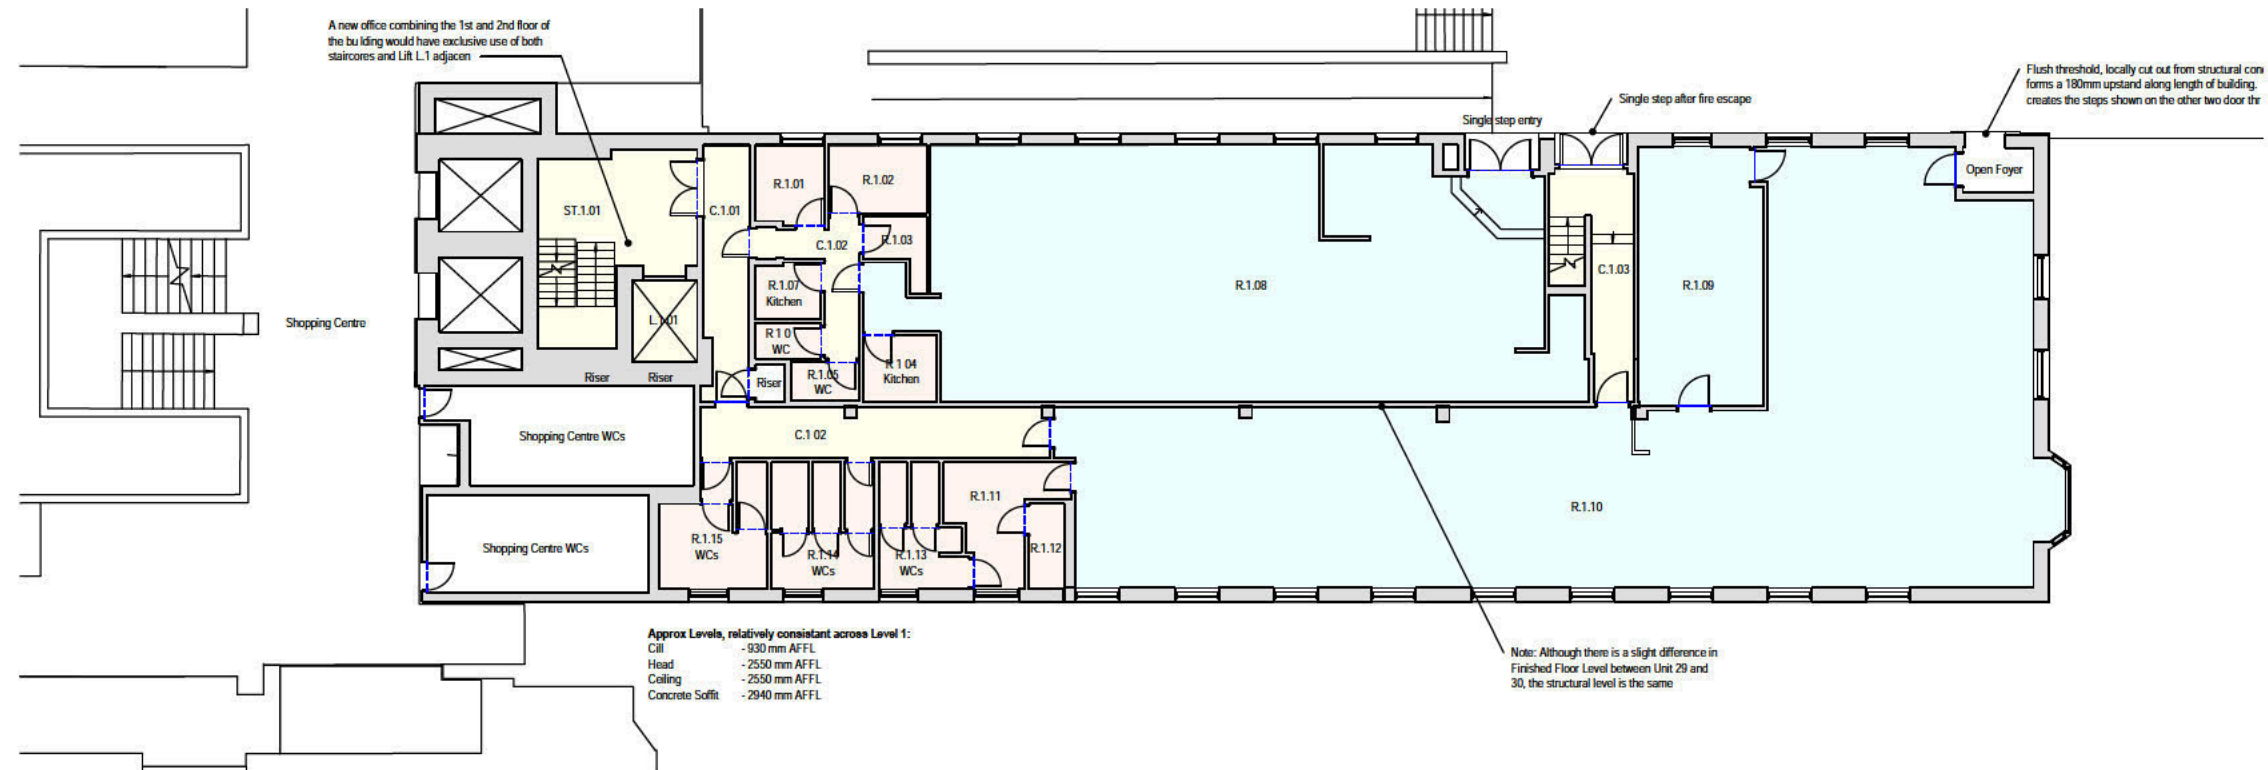 A new office combining the 1st and 2nd floor of
the building would have exclusive use of both
staircores and Lift L.1 adjacen
Flush threshold, locally cut out from structural con
forms a 180mm upstand along length of building.
creates the steps shown on the other two door thr
Single step after fire escape
Single step entry
Open Foyer
R.1.01
R.1.02
ST.1.01
C.1.01
R.1.03
C.1.02
C.1.03
R.1.07
Kitchen
R.1.08
R.1.09
L.1.01
Shopping Centre
R 1 0
WC
R.1.05
WC
R 1 04
Kitchen
Riser
Riser
Riser
Shopping Centre WCs
C.1 02
R.1.11
R.1.10
Shopping Centre WCs
R.1.15
WCs
R.1.14
WCs
R.1.13
WCs
R.1.12
Approx Levels, relatively consistant across Level 1:
Cill - 930 mm AFFL
Head - 2550 mm AFFL
Ceiling - 2550 mm AFFL
Concrete Soffit - 2940 mm AFFL
Note: Although there is a slight difference in
Finished Floor Level between Unit 29 and
30, the structural level is the same